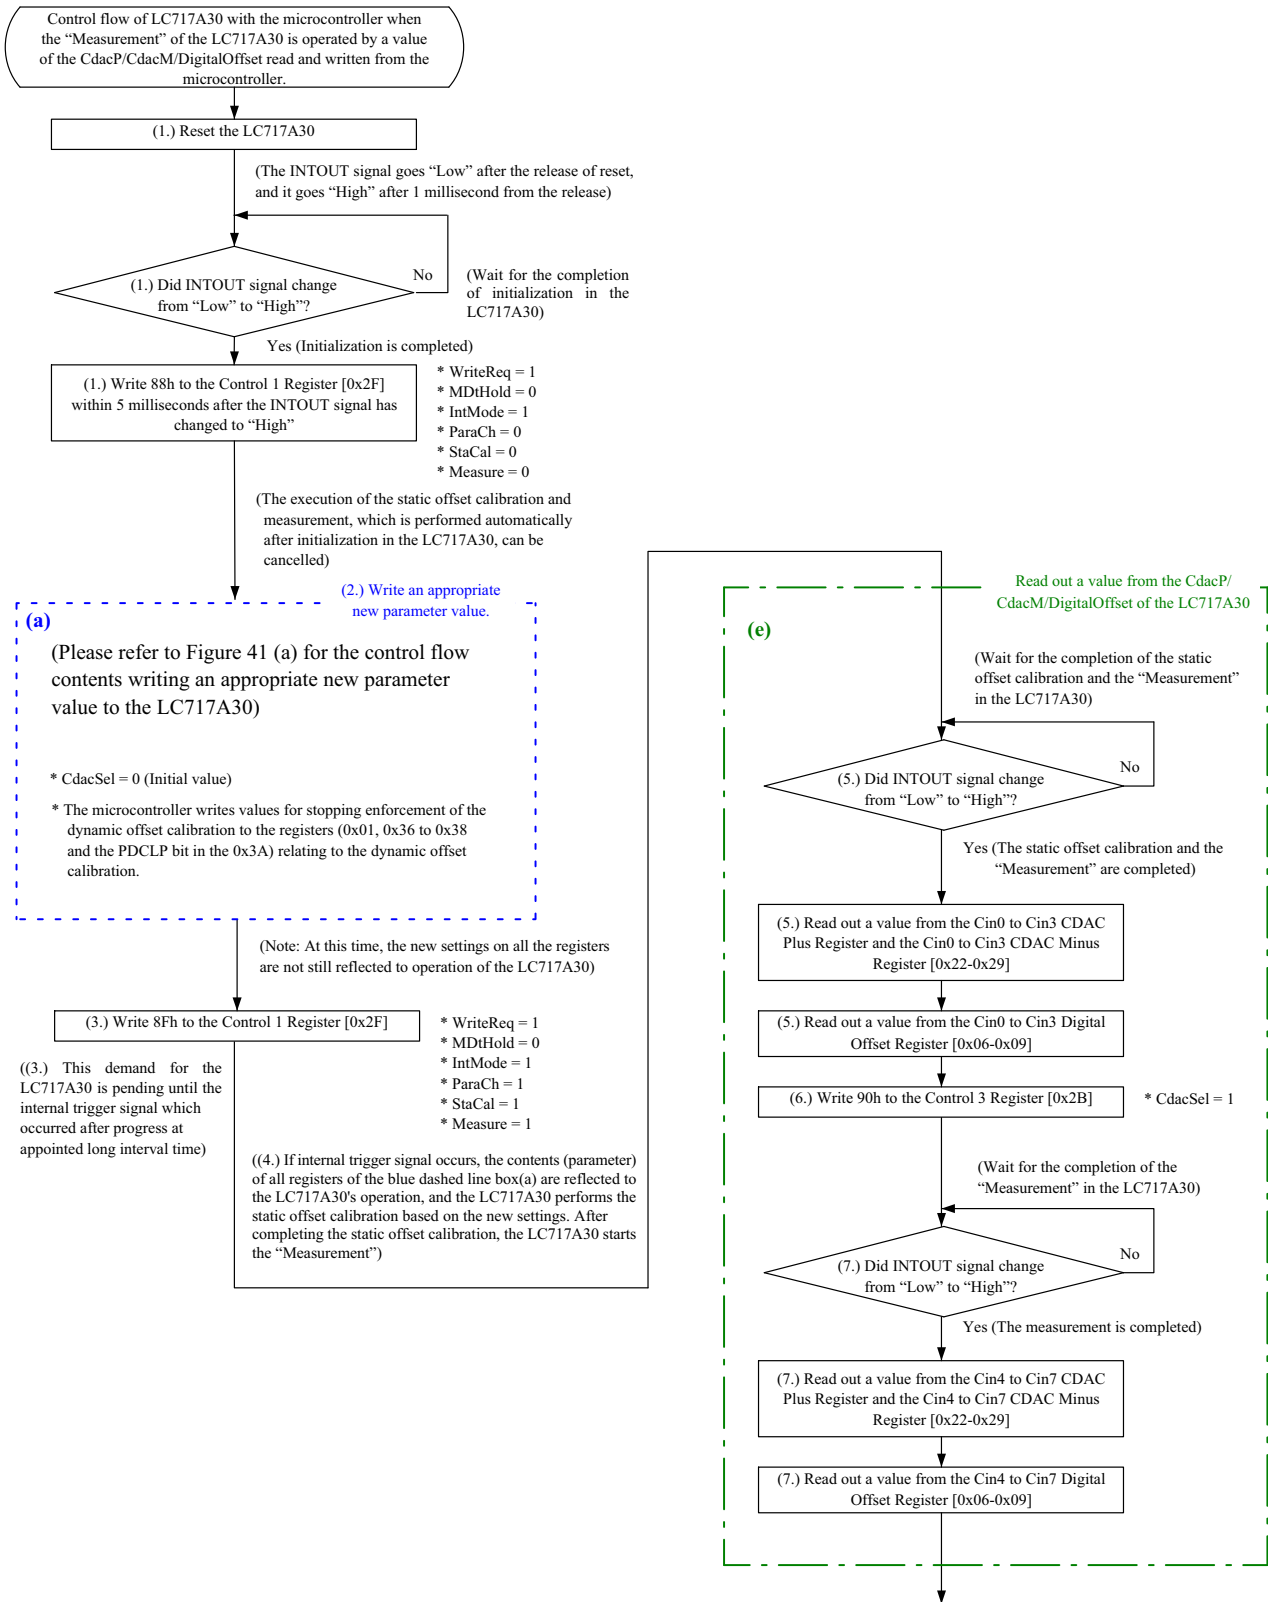 Control flow of LC717A30 with the microcontroller when
the “Measurement” of the LC717A30 is operated by a value
of the CdacP/CdacM/DigitalOffset read and written from the
microcontroller.
(1.) Reset the LC717A30
(The INTOUT signal goes “Low” after the release of reset,
and it goes “High” after 1 millisecond from the release)
(1.) Did INTOUT signal change
from “Low” to “High”?
No
(Wait for the completion
of initialization in the
LC717A30)
Yes (Initialization is completed)
(1.) Write 88h to the Control 1 Register [0x2F]
within 5 milliseconds after the INTOUT signal has
changed to “High”
* WriteReq = 1
* MDtHold = 0
* IntMode = 1
* ParaCh = 0
* StaCal = 0
* Measure = 0
(The execution of the static offset calibration and
measurement, which is performed automatically
after initialization in the LC717A30, can be
cancelled)
(2.) Write an appropriate
new parameter value.
(a)
(Please refer to Figure 41 (a) for the control flow
contents writing an appropriate new parameter
value to the LC717A30)
* CdacSel = 0 (Initial value)
* The microcontroller writes values for stopping enforcement of the
dynamic offset calibration to the registers (0x01, 0x36 to 0x38
and the PDCLP bit in the 0x3A) relating to the dynamic offset
calibration.
(Note: At this time, the new settings on all the registers
are not still reflected to operation of the LC717A30)
(3.) Write 8Fh to the Control 1 Register [0x2F]
* WriteReq = 1
* MDtHold = 0
* IntMode = 1
* ParaCh = 1
* StaCal = 1
* Measure = 1
((3.) This demand for the
LC717A30 is pending until the
internal trigger signal which
occurred after progress at
appointed long interval time)
((4.) If internal trigger signal occurs, the contents (parameter)
of all registers of the blue dashed line box(a) are reflected to
the LC717A30's operation, and the LC717A30 performs the
static offset calibration based on the new settings. After
completing the static offset calibration, the LC717A30 starts
the “Measurement”)
Read out a value from the CdacP/
CdacM/DigitalOffset of the LC717A30
(e)
(Wait for the completion of the static
offset calibration and the “Measurement”
in the LC717A30)
(5.) Did INTOUT signal change
from “Low” to “High”?
No
Yes (The static offset calibration and the
“Measurement” are completed)
(5.) Read out a value from the Cin0 to Cin3 CDAC
Plus Register and the Cin0 to Cin3 CDAC Minus
Register [0x22-0x29]
(5.) Read out a value from the Cin0 to Cin3 Digital
Offset Register [0x06-0x09]
(6.) Write 90h to the Control 3 Register [0x2B]
* CdacSel = 1
(Wait for the completion of the
“Measurement” in the LC717A30)
(7.) Did INTOUT signal change
from “Low” to “High”?
No
Yes (The measurement is completed)
(7.) Read out a value from the Cin4 to Cin7 CDAC
Plus Register and the Cin4 to Cin7 CDAC Minus
Register [0x22-0x29]
(7.) Read out a value from the Cin4 to Cin7 Digital
Offset Register [0x06-0x09]